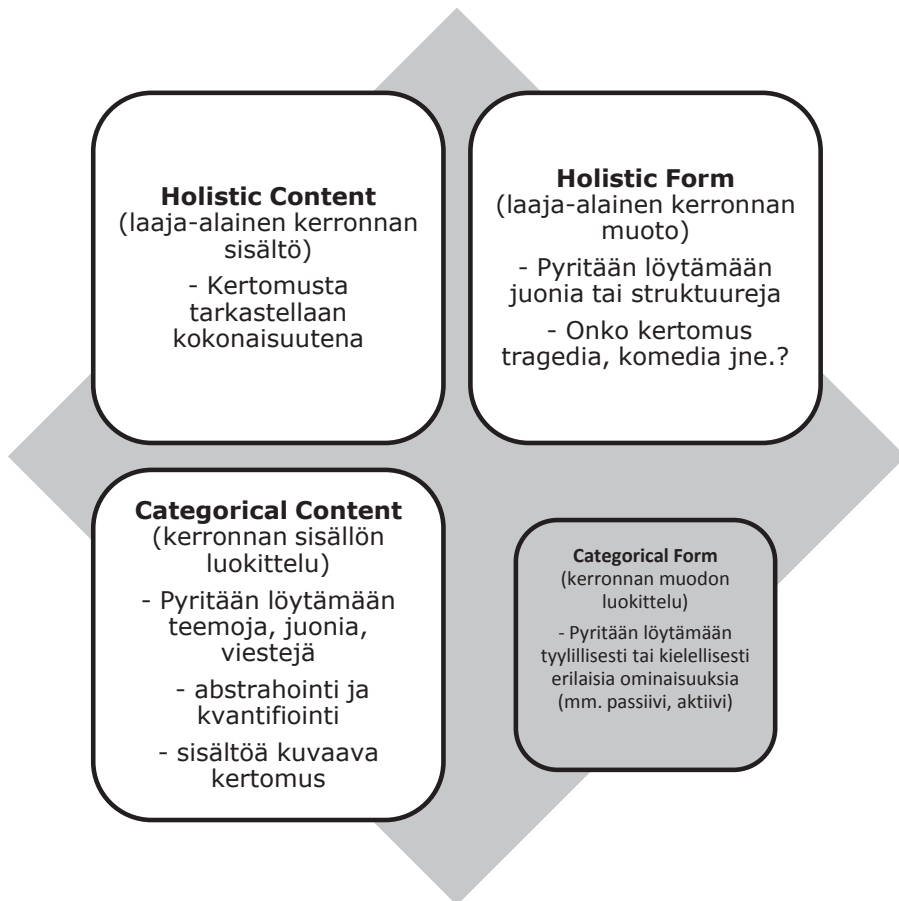 Holistic Content
(laaja-alainen kerronnan
sisältö)
- Kertomusta
tarkastellaan
kokonaisuutena
Holistic Form
(laaja-alainen kerronnan
muoto)
- Pyritään löytämään
juonia tai struktuureja
- Onko kertomus
tragedia, komedia jne.?
Categorical Content
(kerronnan sisällön
luokittelu)
- Pyritään löytämään
teemoja, juonia,
viestejä
- abstrahointi ja
kvantifiointi
- sisältöä kuvaava
kertomus
Categorical Form
(kerronnan muodon
luokittelu)
- Pyritään löytämään
tyylillisesti tai kielellisesti
erilaisia ominaisuuksia
(mm. passiivi, aktiivi)